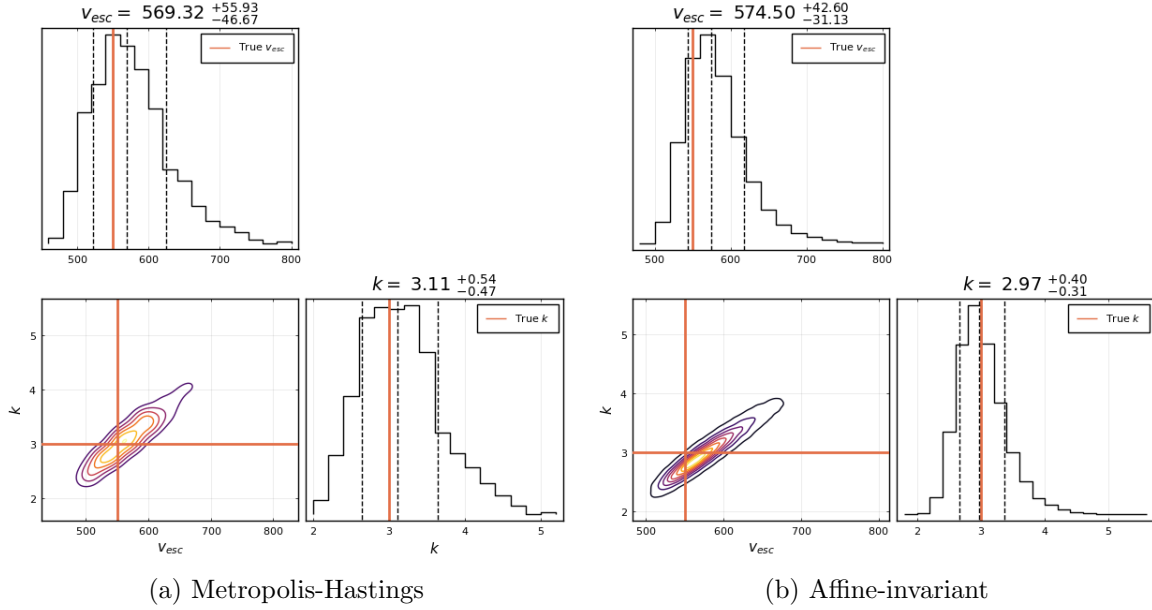 v_esc = 569.32 +55.93 −46.67
True v_esc
500 600 700 800
k = 3.11 +0.54 −0.47
True k
5
4
3
2
k
500 600 700 800
v_esc
2 3 4 5
k
(a) Metropolis-Hastings
v_esc = 574.50 +42.60 −31.13
True v_esc
500 600 700 800
k = 2.97 +0.40 −0.31
True k
5
4
3
2
k
500 600 700 800
v_esc
2 3 4 5
k
(b) Affine-invariant